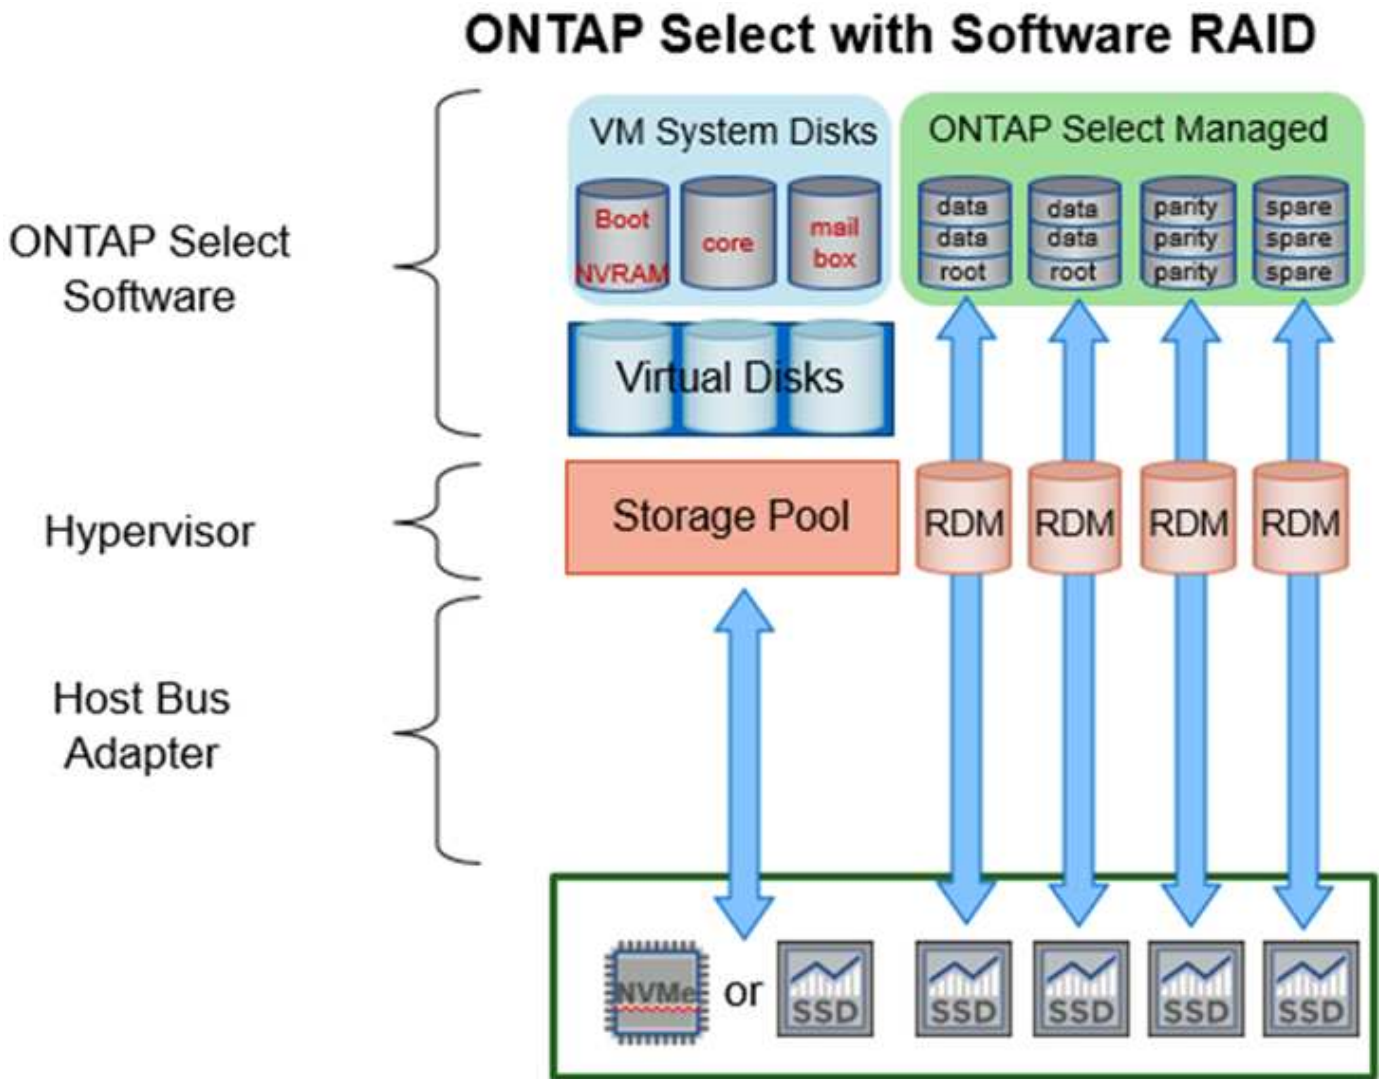 ONTAP Select with Software RAID
VM System Disks
ONTAP Select Managed
Boot
NVRAM
core
mail
box
data
data
root
data
data
root
parity
parity
parity
spare
spare
spare
ONTAP Select
Software
Virtual Disks
Hypervisor
Storage Pool
RDM
RDM
RDM
RDM
Host Bus
Adapter
NVMe
or
SSD
SSD
SSD
SSD
SSD